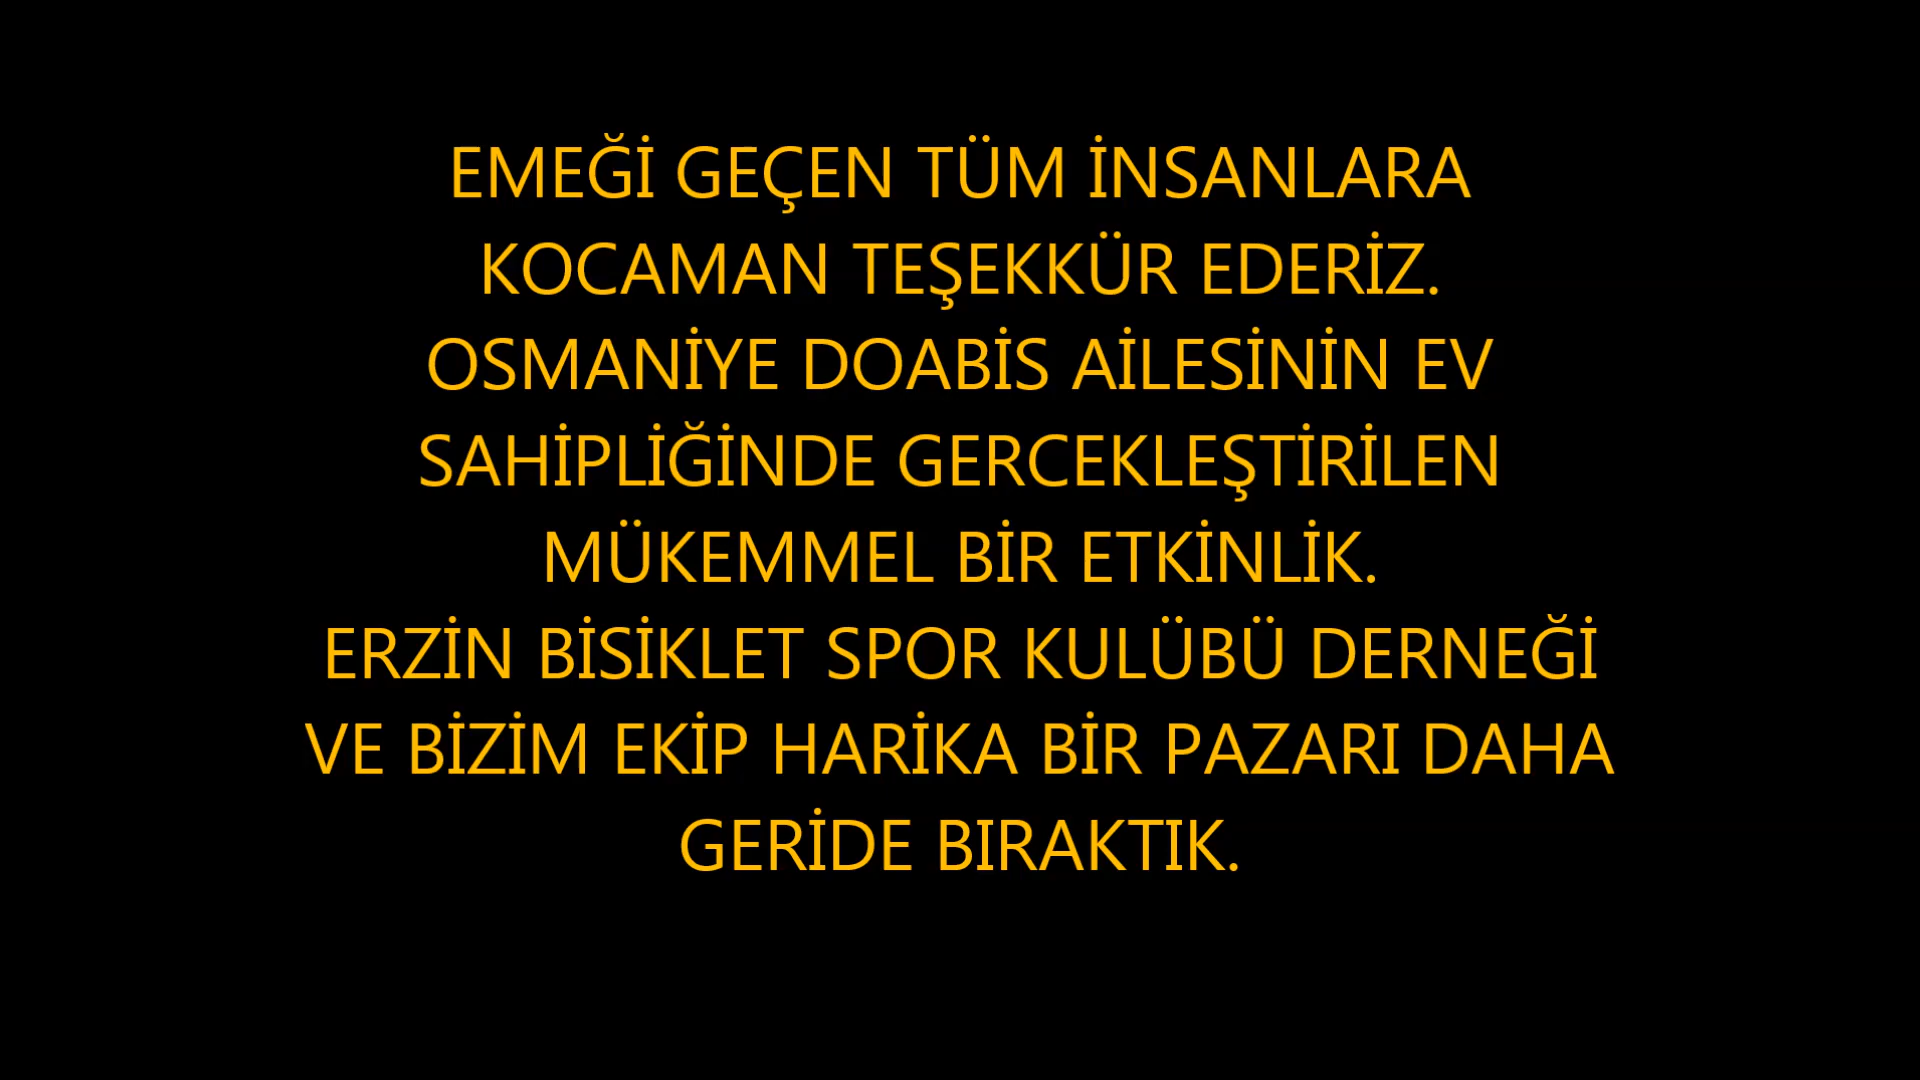 EMEĞİ GEÇEN TÜM İNSANLARA
KOCAMAN TEŞEKKÜR EDERİZ.
OSMANİYE DOABİS AİLESİNİN EV
SAHİPLİĞİNDE GERCEKLEŞTİRİLEN
MÜKEMMEL BİR ETKİNLİK.
ERZİN BİSİKLET SPOR KULÜBÜ DERNEĞİ
VE BİZİM EKİP HARİKA BİR PAZARI DAHA
GERİDE BIRAKTIK.